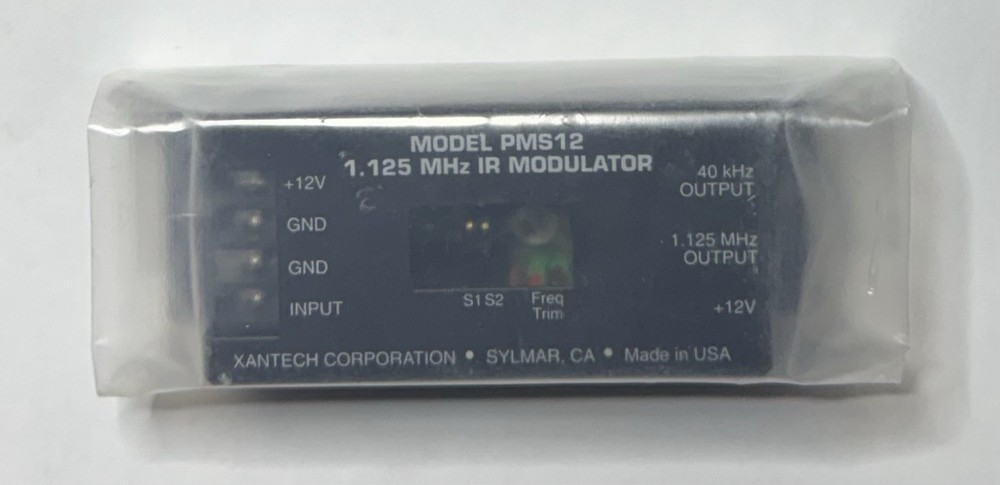 MODEL PMS12
1.125 MHz IR MODULATOR
+12V
GND
GND
INPUT
S1 S2
Freq
Trim
40 kHz
OUTPUT
1.125 MHz
OUTPUT
+12V
XANTECH CORPORATION • SYLMAR, CA • Made in USA